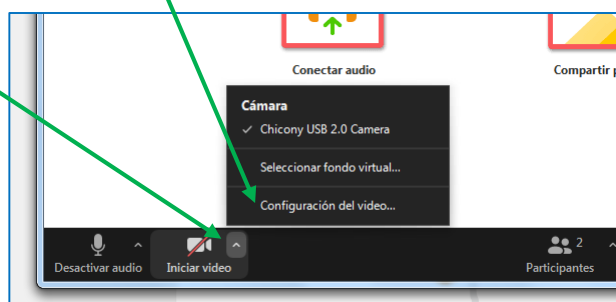 Conectar audio
Compartir p
Cámara
Chicony USB 2.0 Camera
Seleccionar fondo virtual...
Configuración del video...
2
Desactivar audio
Iniciar video
Participantes